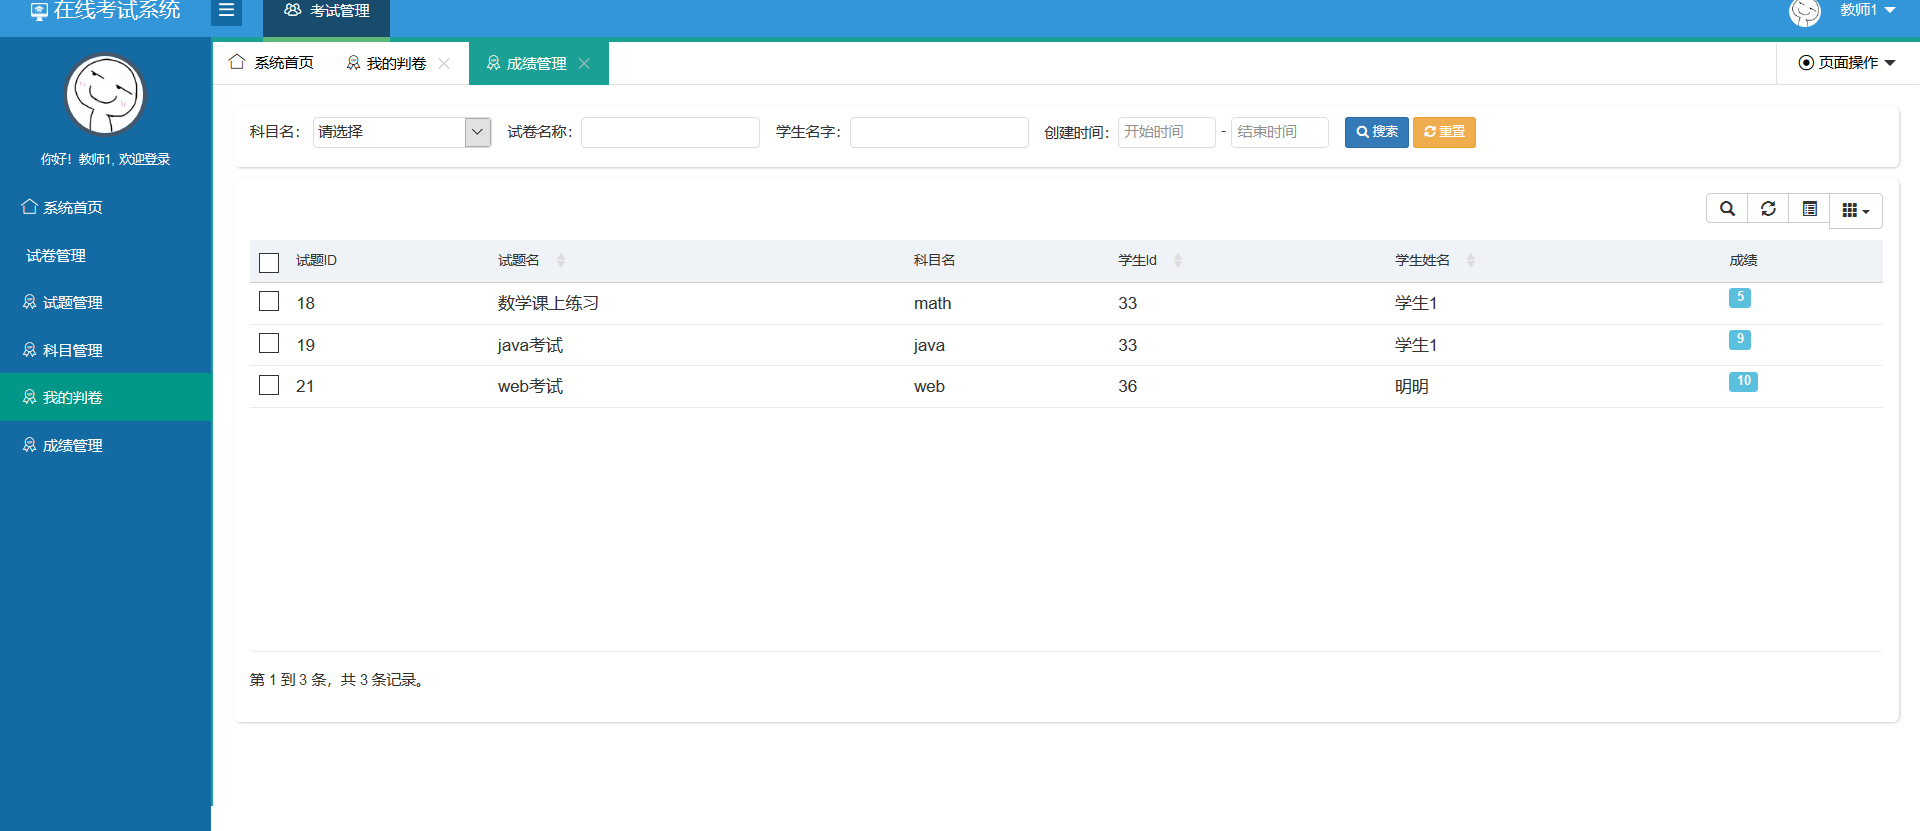 在线考试系统
考试管理
教师1
系统首页
我的判卷
成绩管理
页面操作
你好！教师1, 欢迎登录
系统首页
试卷管理
试题管理
科目管理
我的判卷
成绩管理
科目名： 请选择 试卷名称： 学生名字： 创建时间： 开始时间 - 结束时间 搜索 重置
试题ID 试题名 科目名 学生Id 学生姓名 成绩
18 数学课上练习 math 33 学生1 5
19 java考试 java 33 学生1 9
21 web考试 web 36 明明 10
第 1 到 3 条，共 3 条记录。